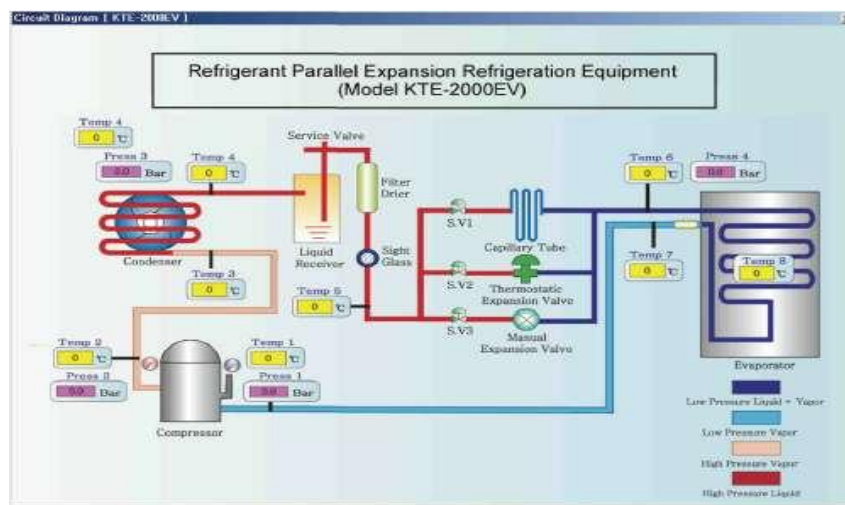 Circuit Diagram [ KTE-2000EV ]
Refrigerant Parallel Expansion Refrigeration Equipment
(Model KTE-2000EV)
Temp 4
0 ℃
Press 3
0.0 Bar
Temp 4
0 ℃
Service Valve
Filter
Drier
Liquid
Receiver
Sight
Glass
Condenser
Temp 3
0 ℃
Temp 5
0 ℃
S.V1
Capillary Tube
S.V2
Thermostatic
Expansion Valve
S.V3
Manual
Expansion Valvo
Temp 6
0 ℃
Press 4
0.0 Bar
Temp 7
0 ℃
Temp 8
0 ℃
Evaporator
Temp 2
0 ℃
Press 2
0.0 Bar
Temp 1
0 ℃
Press 1
0.0 Bar
Compressor
Low Pressure Liquid + Vapor
Low Pressure Vapor
High Pressure Vapor
High Pressure Liquid